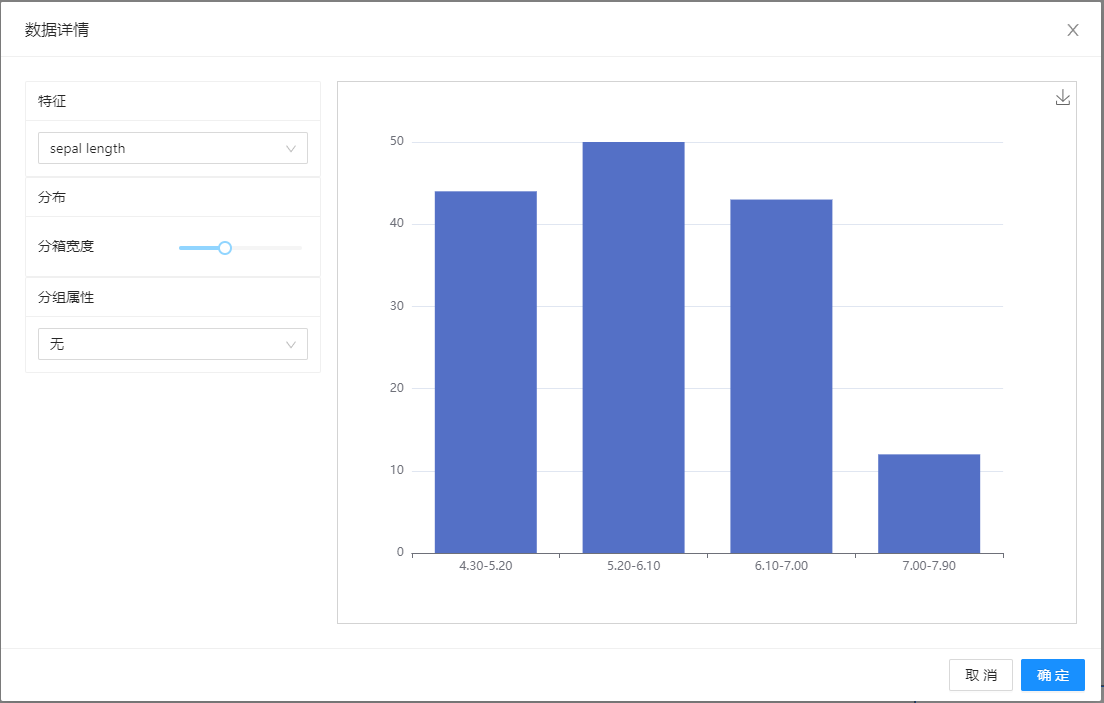 数据详情
特征
sepal length
分布
分箱宽度
分组属性
无
50
40
30
20
10
0
4.30-5.20 5.20-6.10 6.10-7.00 7.00-7.90
取 消 确 定